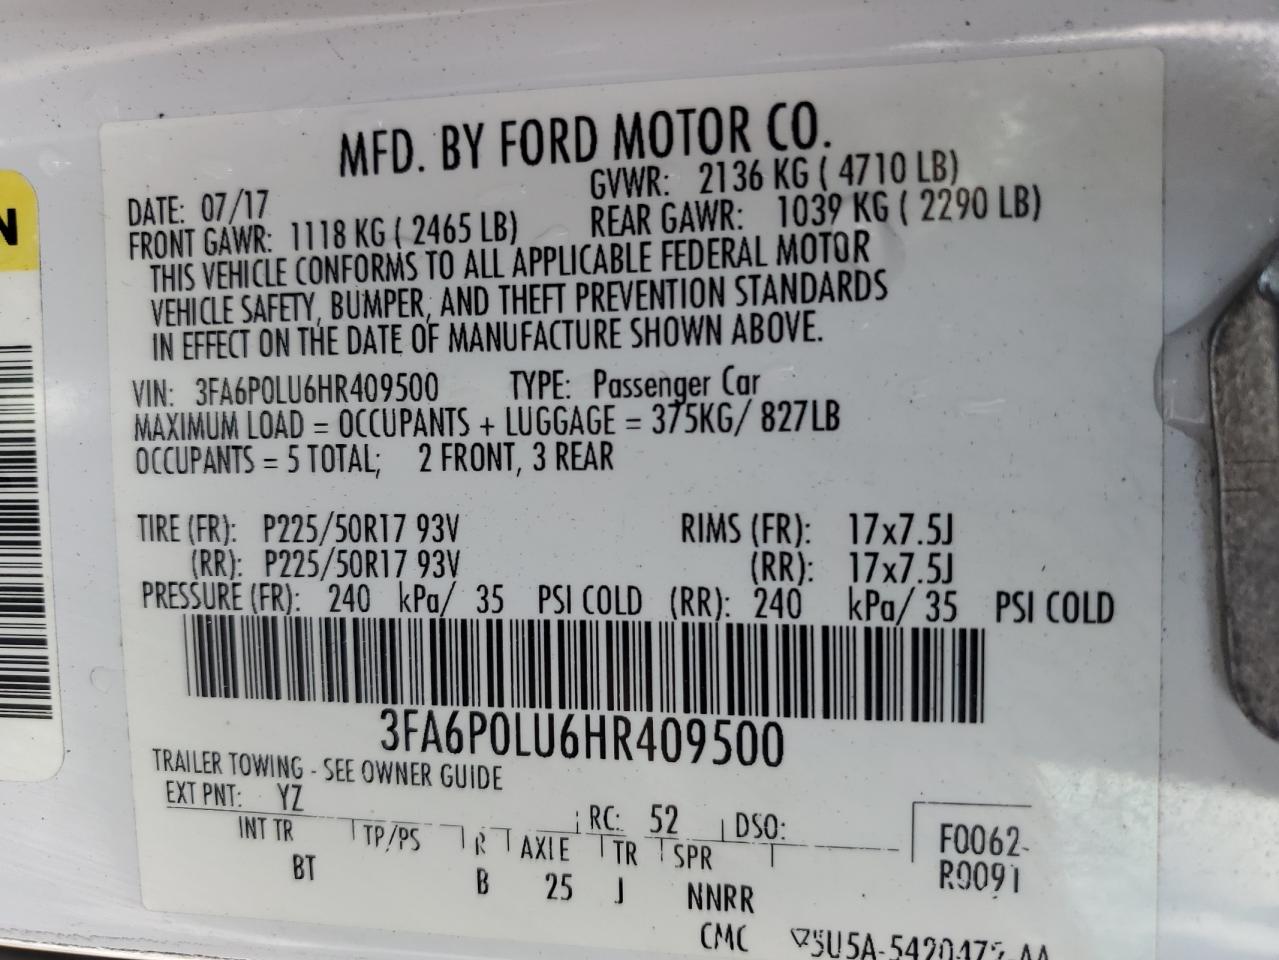 N
MFD. BY FORD MOTOR CO.
DATE: 07/17 GVWR: 2136 KG ( 4710 LB)
FRONT GAWR: 1118 KG ( 2465 LB) REAR GAWR: 1039 KG ( 2290 LB)
THIS VEHICLE CONFORMS TO ALL APPLICABLE FEDERAL MOTOR
VEHICLE SAFETY, BUMPER, AND THEFT PREVENTION STANDARDS
IN EFFECT ON THE DATE OF MANUFACTURE SHOWN ABOVE.
VIN: 3FA6P0LU6HR409500 TYPE: Passenger Car
MAXIMUM LOAD = OCCUPANTS + LUGGAGE = 375KG/ 827LB
OCCUPANTS = 5 TOTAL; 2 FRONT, 3 REAR
TIRE (FR): P225/50R17 93V RIMS (FR): 17x7.5J
(RR): P225/50R17 93V (RR): 17x7.5J
PRESSURE (FR): 240 kPa/ 35 PSI COLD (RR): 240 kPa/ 35 PSI COLD
3FA6P0LU6HR409500
TRAILER TOWING - SEE OWNER GUIDE
EXT PNT: YZ RC: 52 DSO: F0062-
INT TR TP/PS R AXLE TR SPR R0091
BT B 25 J NNRR
CMC